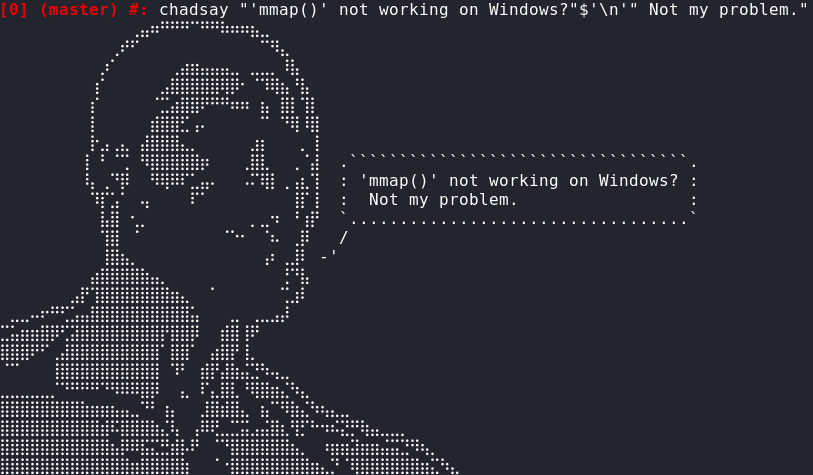 [0] (master) #: chadsay "'mmap()' not working on Windows?"$'\n'" Not my problem."
'mmap()' not working on Windows?
Not my problem.